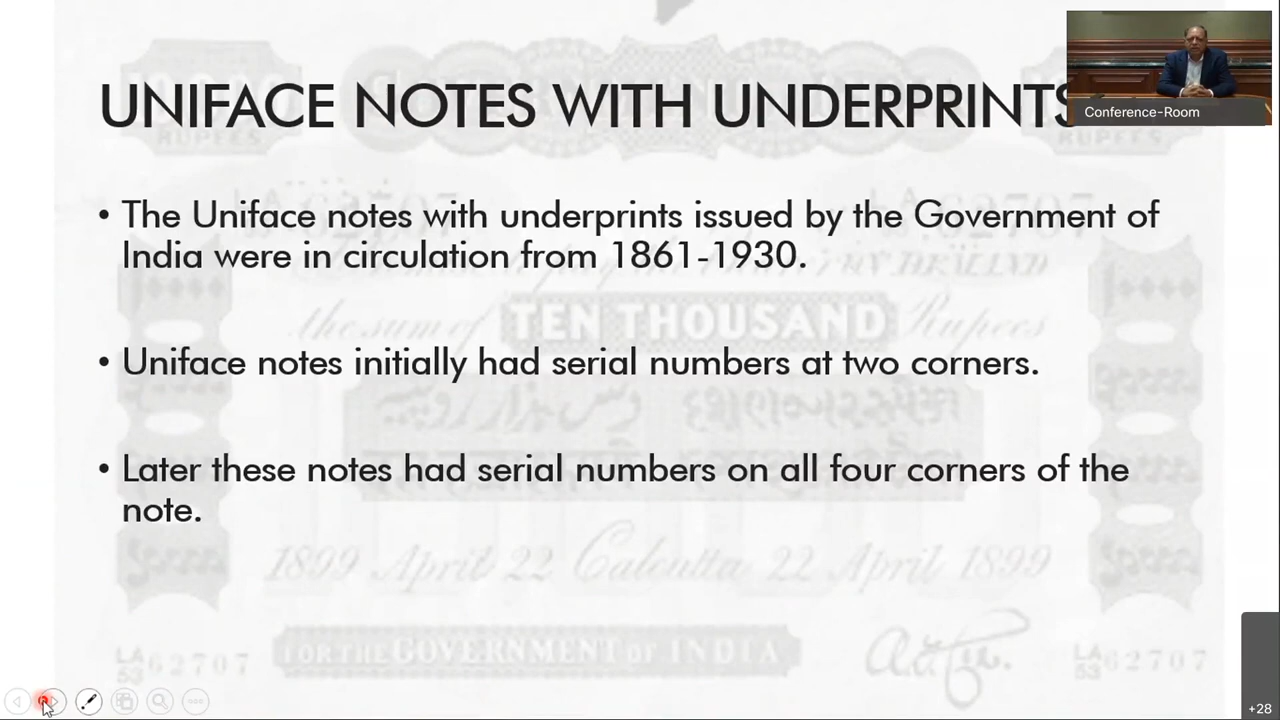 UNIFACE NOTES WITH UNDERPRINTS
Conference-Room
RUPEES
RUPEES
• The Uniface notes with underprints issued by the Government of
India were in circulation from 1861-1930.
the sum of TEN THOUSAND Rupees
• Uniface notes initially had serial numbers at two corners.
• Later these notes had serial numbers on all four corners of the
note.
1899 April 22 Calcutta 22 April 1899
FOR THE GOVERNMENT OF INDIA
LA
53 62707
LA
53 62707
+28